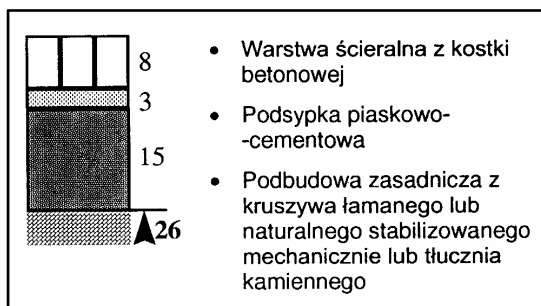 8
3
15
26
• Warstwa ścieralna z kostki
betonowej
• Podsypka piaskowo-
-cementowa
• Podbudowa zasadnicza z
kruszywa łamanego lub
naturalnego stabilizowanego
mechanicznie lub tłucznia
kamiennego